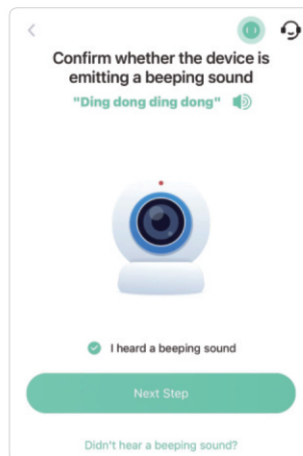 Confirm whether the device is
emitting a beeping sound
"Ding dong ding dong"
I heard a beeping sound
Next Step
Didn't hear a beeping sound?